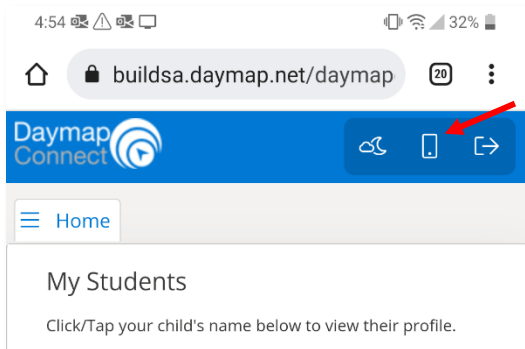 4:54
32%
buildsa.daymap.net/daymap
20
Daymap
Connect
Home
My Students
Click/Tap your child's name below to view their profile.